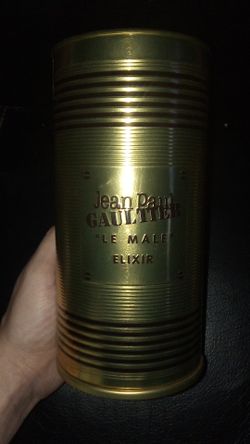 Jean Paul
GAULTIER
"LE MALE"
ELIXIR